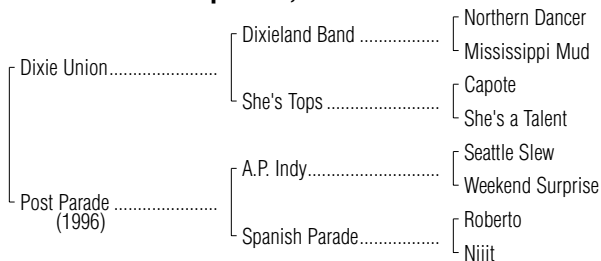 Northern Dancer
Dixieland Band
Mississippi Mud
Dixie Union
Capote
She's Tops
She's a Talent
Seattle Slew
A.P. Indy
Weekend Surprise
Post Parade
(1996)
Roberto
Spanish Parade
Nijit